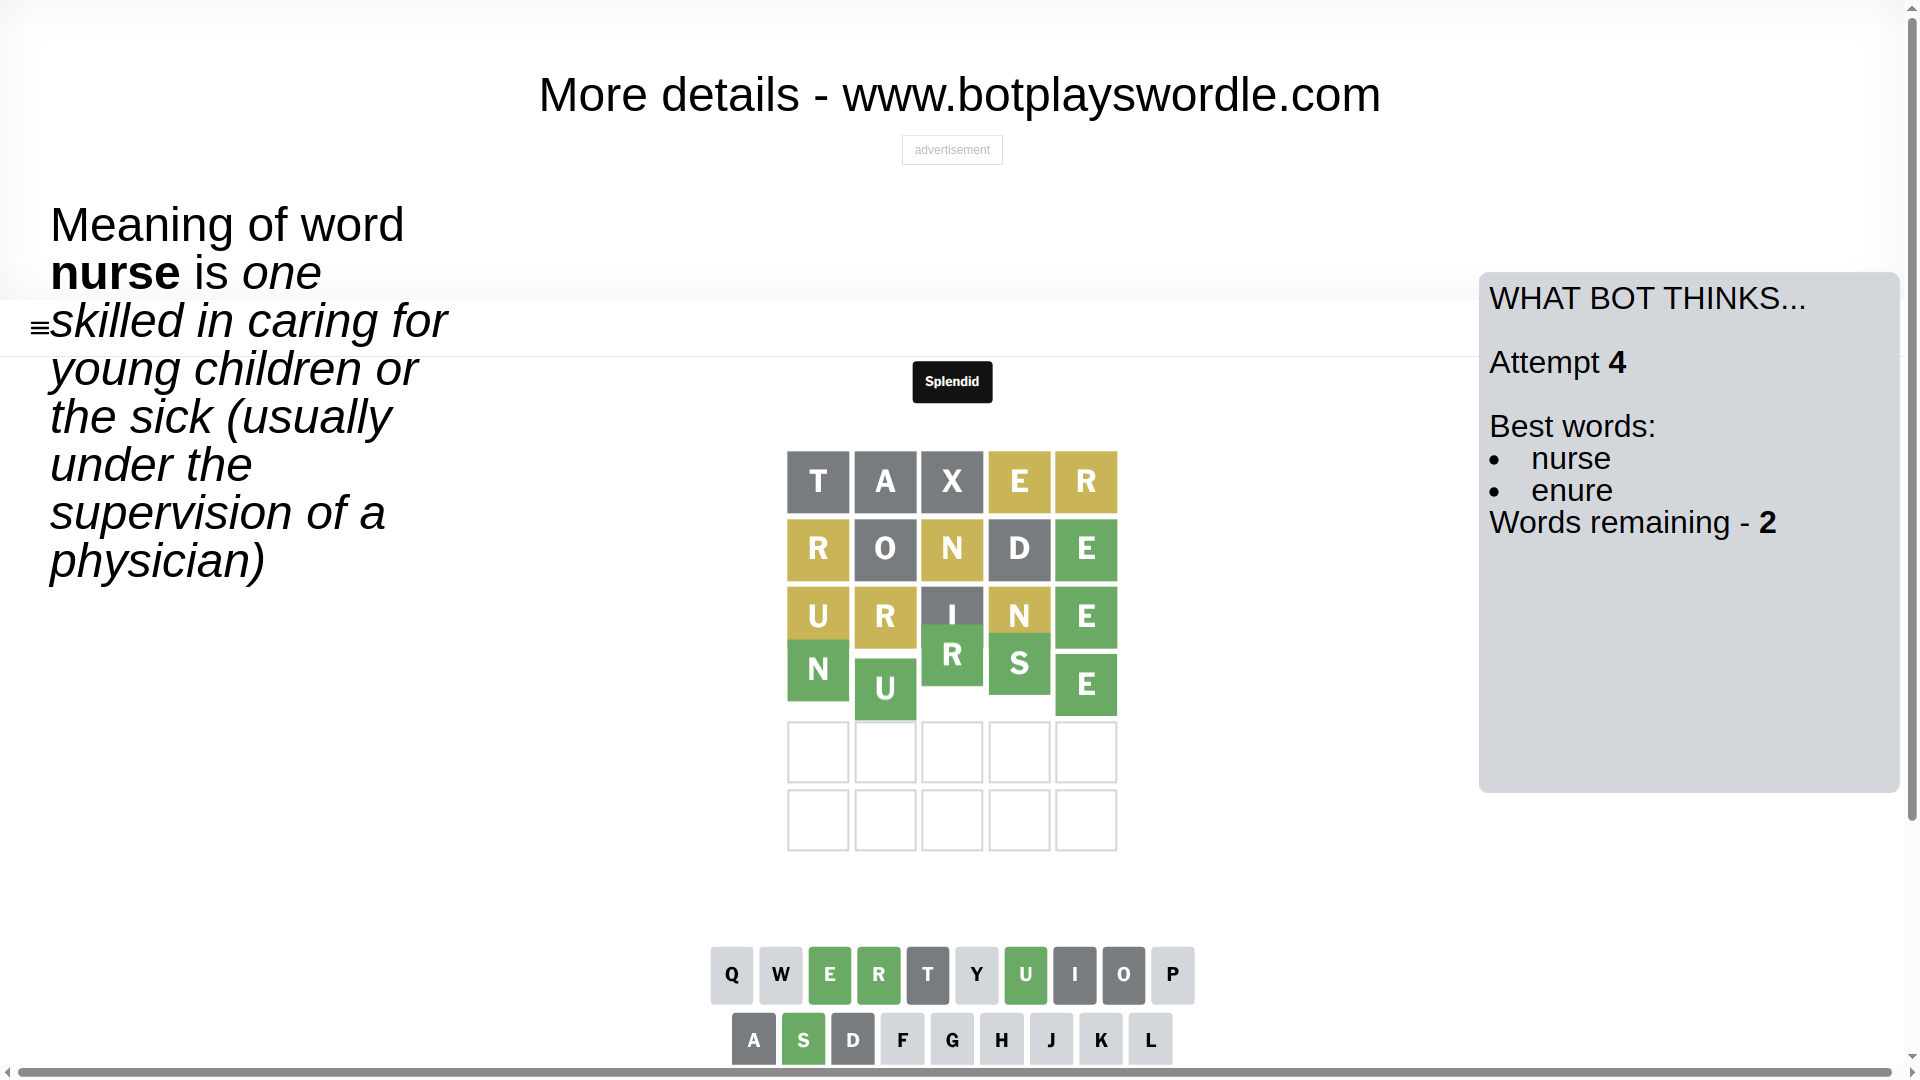 More details - www.botplayswordle.com
advertisement
Meaning of word
nurse is one
skilled in caring for
young children or
the sick (usually
under the
supervision of a
physician)
Splendid
T A X E R
R O N D E
U R I N E
N U R S E
WHAT BOT THINKS...
Attempt 4
Best words:
• nurse
• enure
Words remaining - 2
Q W E R T Y U I O P
A S D F G H J K L